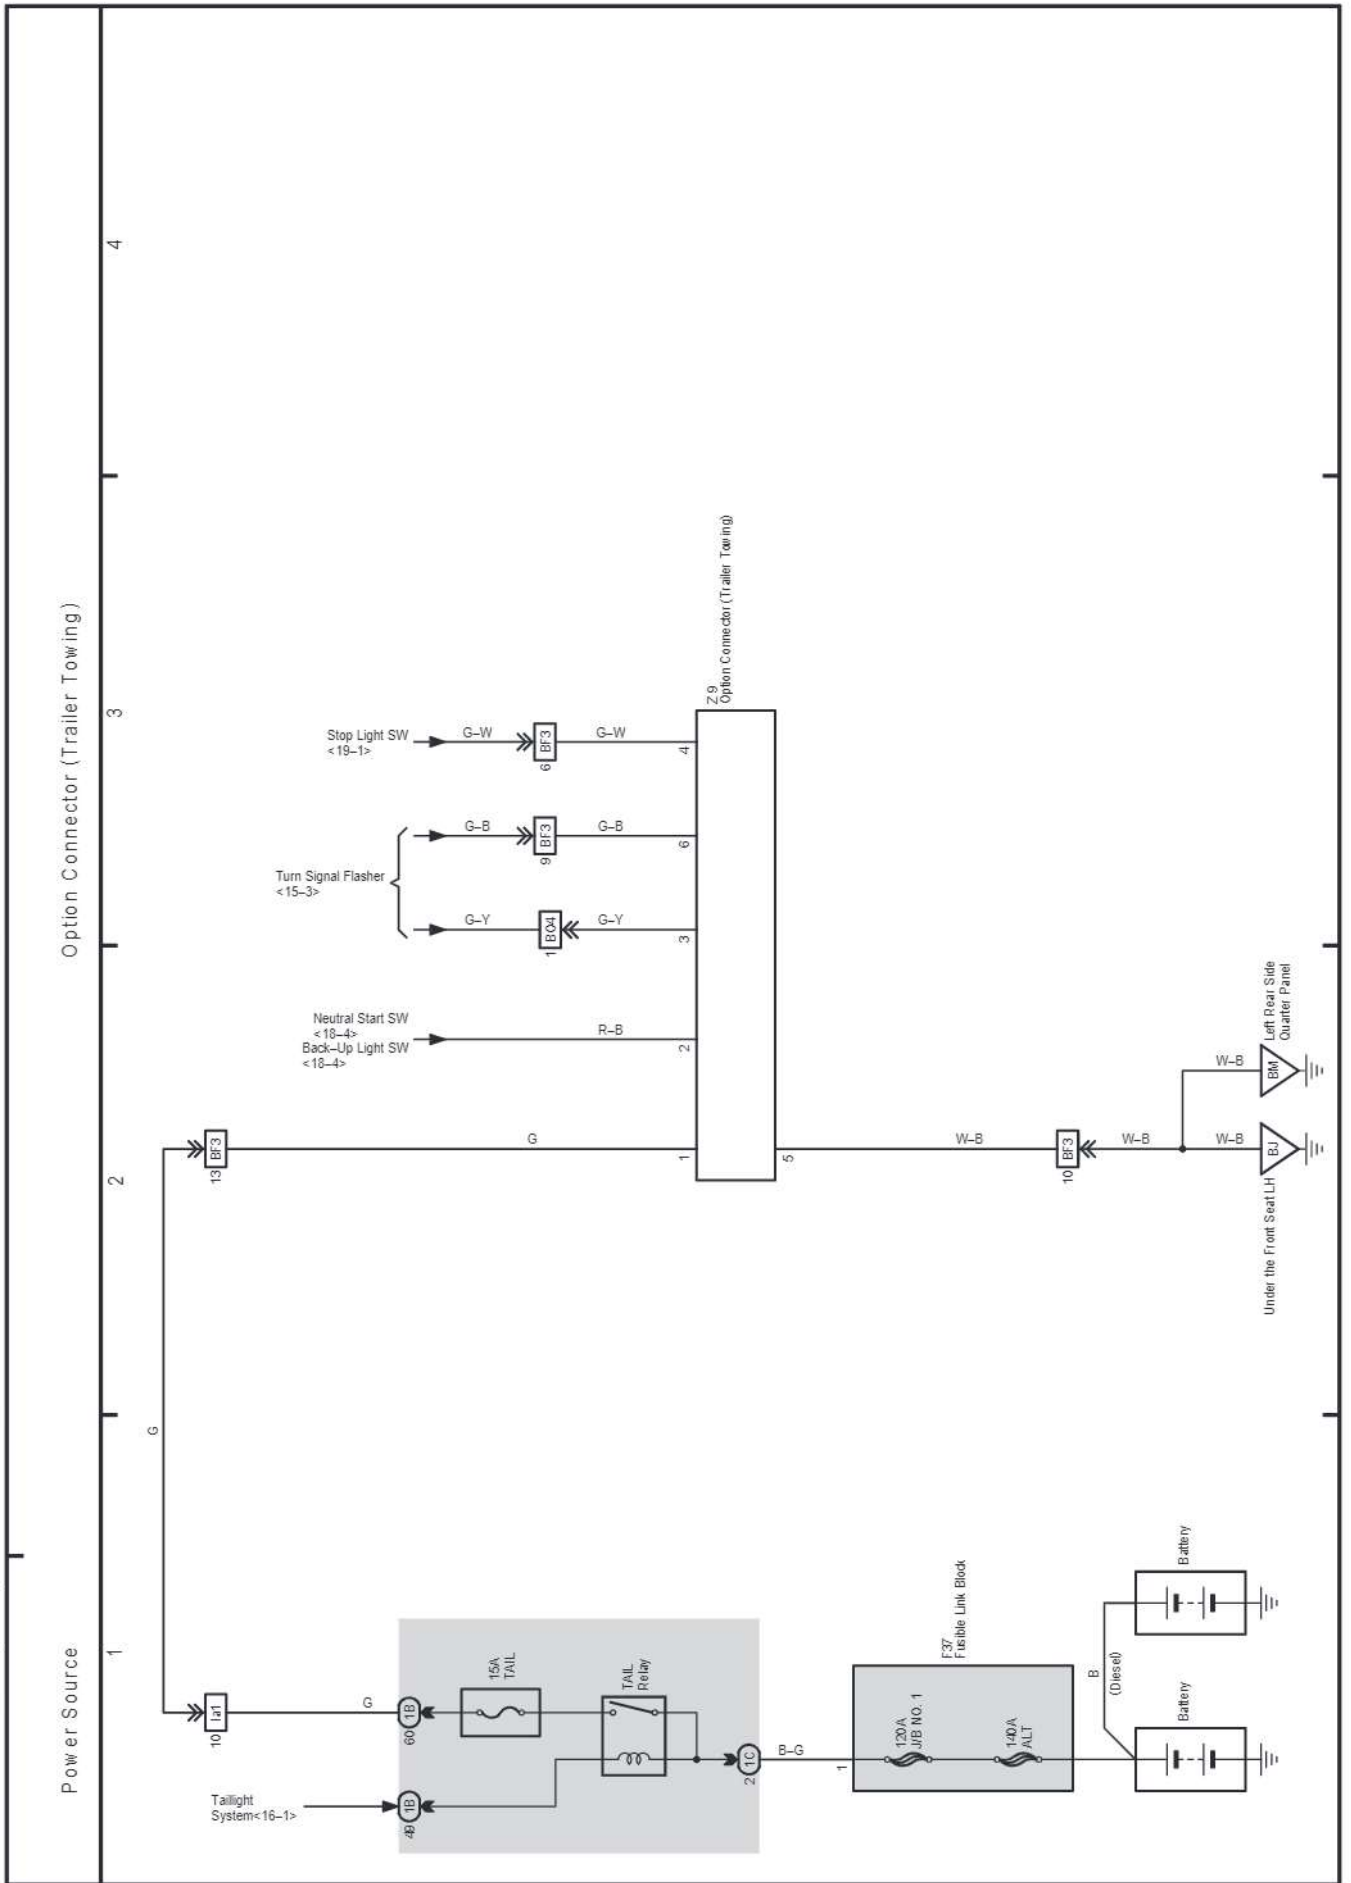 Power Source
Option Connector (Trailer Towing)
1
2
3
4
G
10
Ia1
13
BF3
Taillight
System<16–1>
G
49
1B
60
1B
15A
TAIL
TAIL
Relay
2
1C
B–G
1
F37
Fusible Link Block
120A
J/B NO. 1
140A
ALT
B
(Diesel)
Battery
Battery
G
Neutral Start SW
<18–4>
Back–Up Light SW
<18–4>
R–B
Turn Signal Flasher
<15–3>
G–Y
1
BQ4
G–Y
G–B
9
BF3
G–B
Stop Light SW
<19–1>
G–W
6
BF3
G–W
1
2
3
6
4
Z 9
Option Connector (Trailer Towing)
5
W–B
10
BF3
W–B
W–B
W–B
BJ
BM
Under the Front Seat LH
Left Rear Side
Quarter Panel